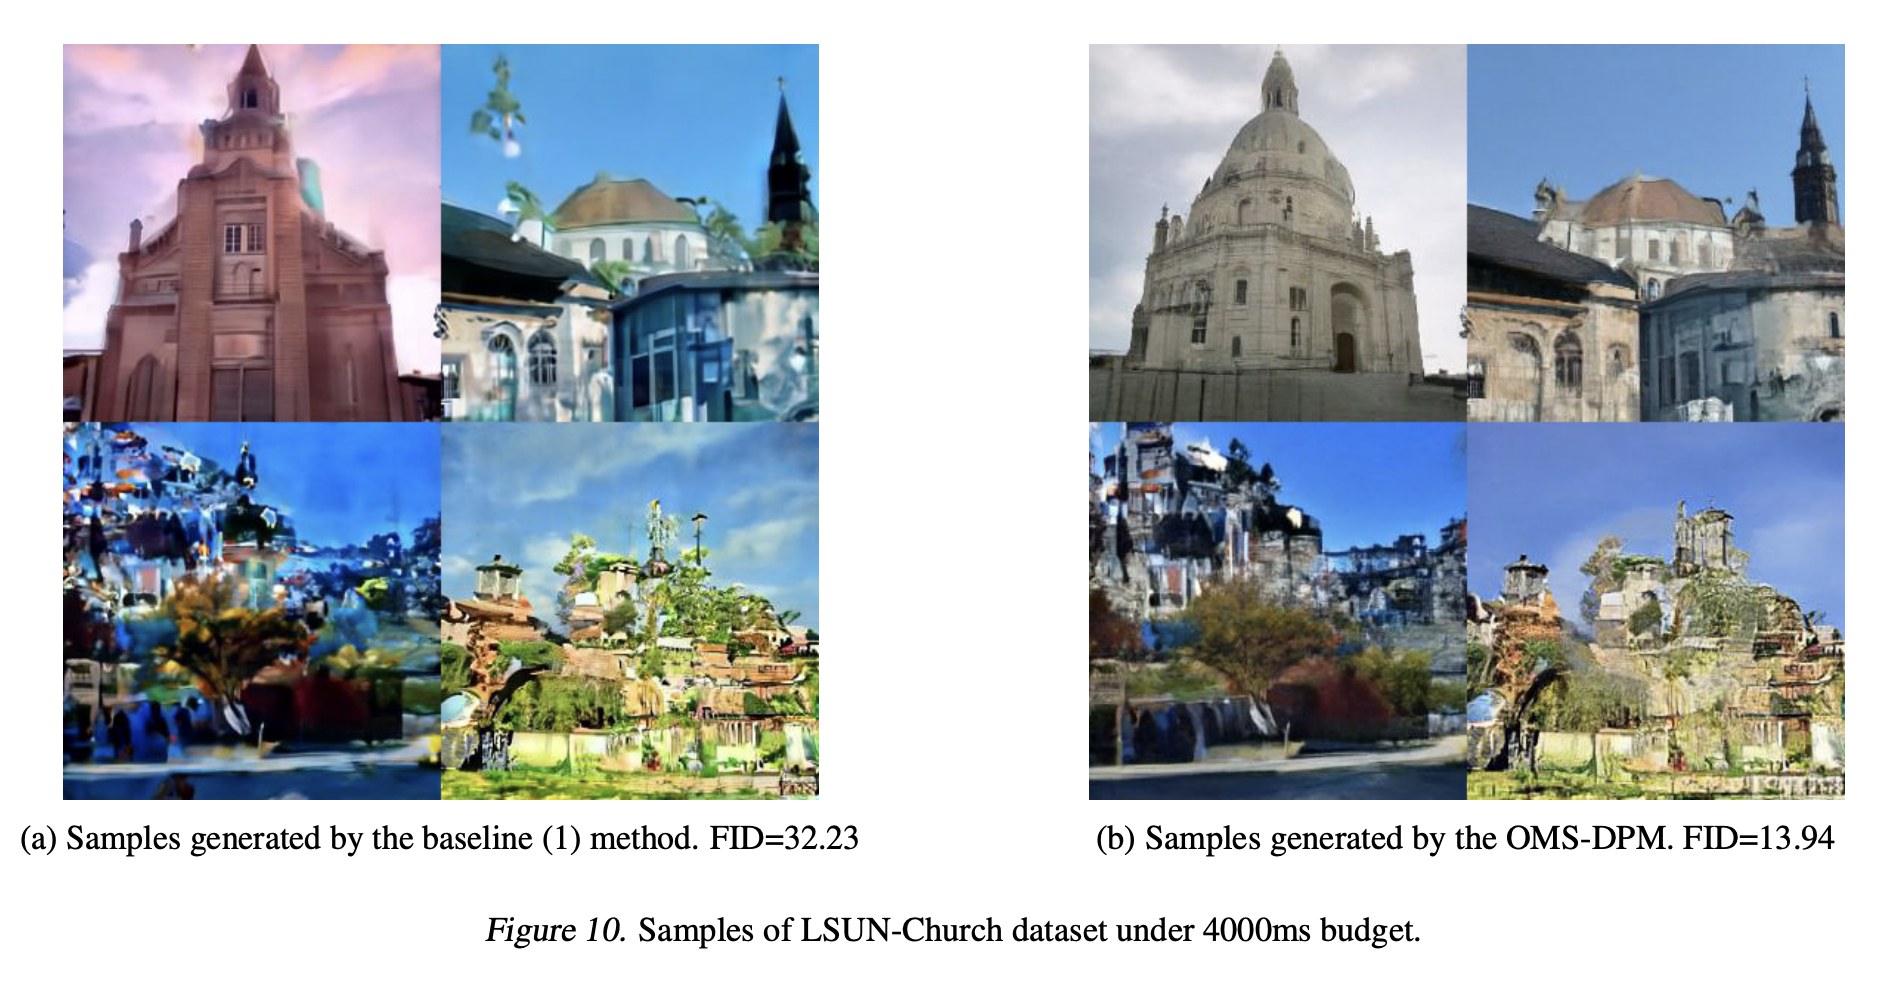 (a) Samples generated by the baseline (1) method. FID=32.23
(b) Samples generated by the OMS-DPM. FID=13.94
Figure 10. Samples of LSUN-Church dataset under 4000ms budget.